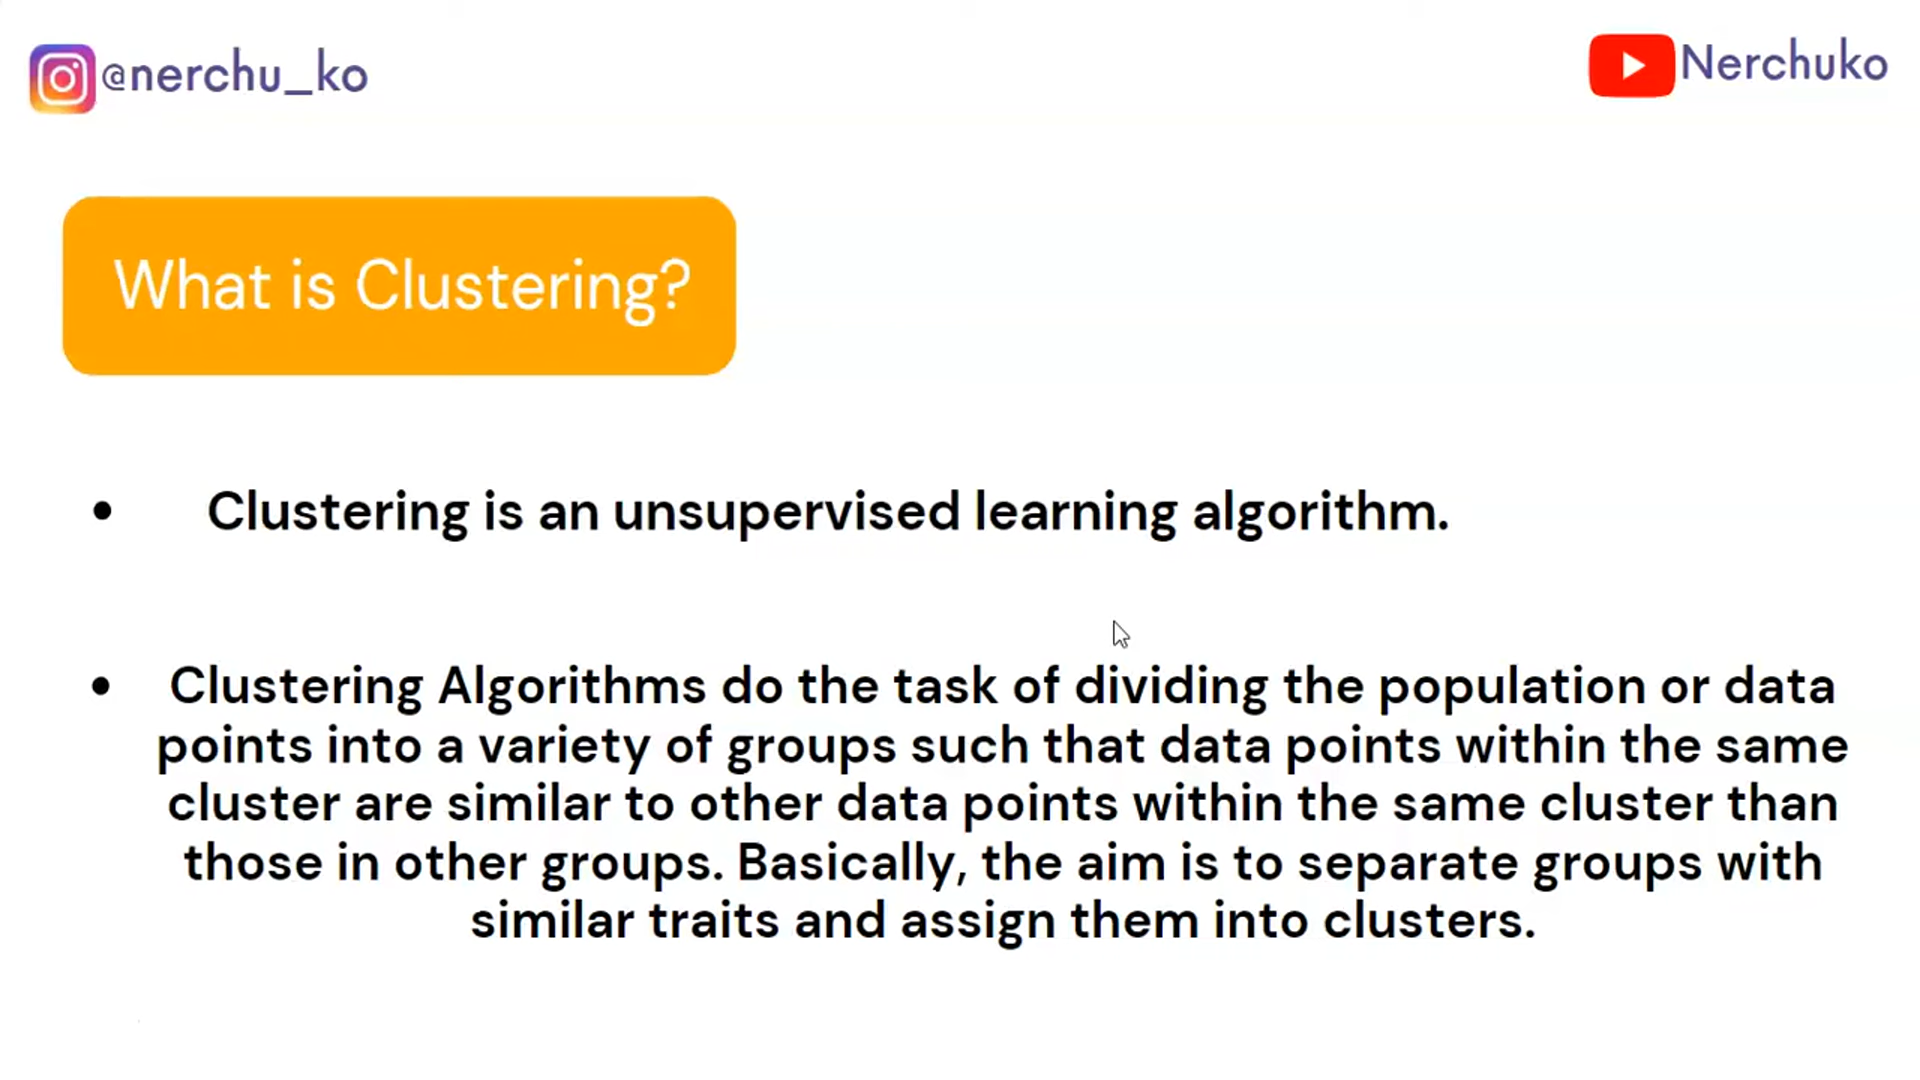 @nerchu_ko
Nerchuko
What is Clustering?
• Clustering is an unsupervised learning algorithm.
• Clustering Algorithms do the task of dividing the population or data
points into a variety of groups such that data points within the same
cluster are similar to other data points within the same cluster than
those in other groups. Basically, the aim is to separate groups with
similar traits and assign them into clusters.